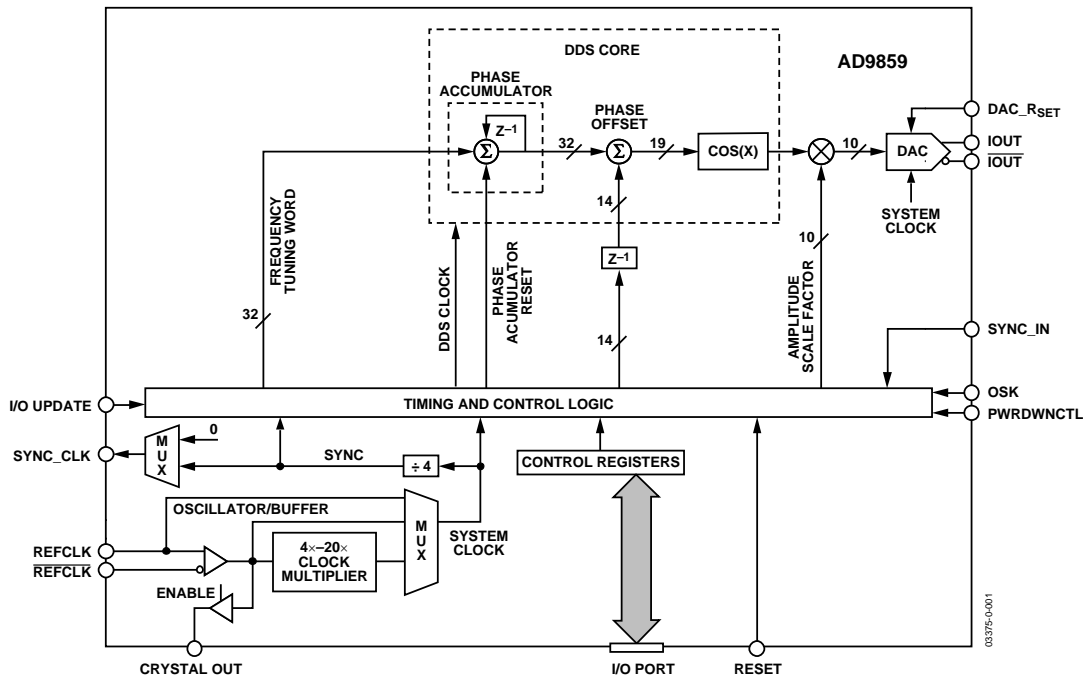 DDS CORE
AD9859
PHASE
ACCUMULATOR
PHASE
OFFSET
DAC_RSET
Z–1
IOUT
Σ
32
Σ
19
COS(X)
10
DAC
IOUT
14
SYSTEM
CLOCK
FREQUENCY
TUNING WORD
DDS CLOCK
PHASE
ACUMULATOR
RESET
Z–1
10
AMPLITUDE
SCALE FACTOR
32
14
SYNC_IN
I/O UPDATE
TIMING AND CONTROL LOGIC
OSK
PWRDWNCTL
0
SYNC_CLK
MUX
SYNC
÷ 4
CONTROL REGISTERS
OSCILLATOR/BUFFER
MUX
SYSTEM
CLOCK
REFCLK
REFCLK
4×–20×
CLOCK
MULTIPLIER
ENABLE
03375-0-001
CRYSTAL OUT
I/O PORT
RESET